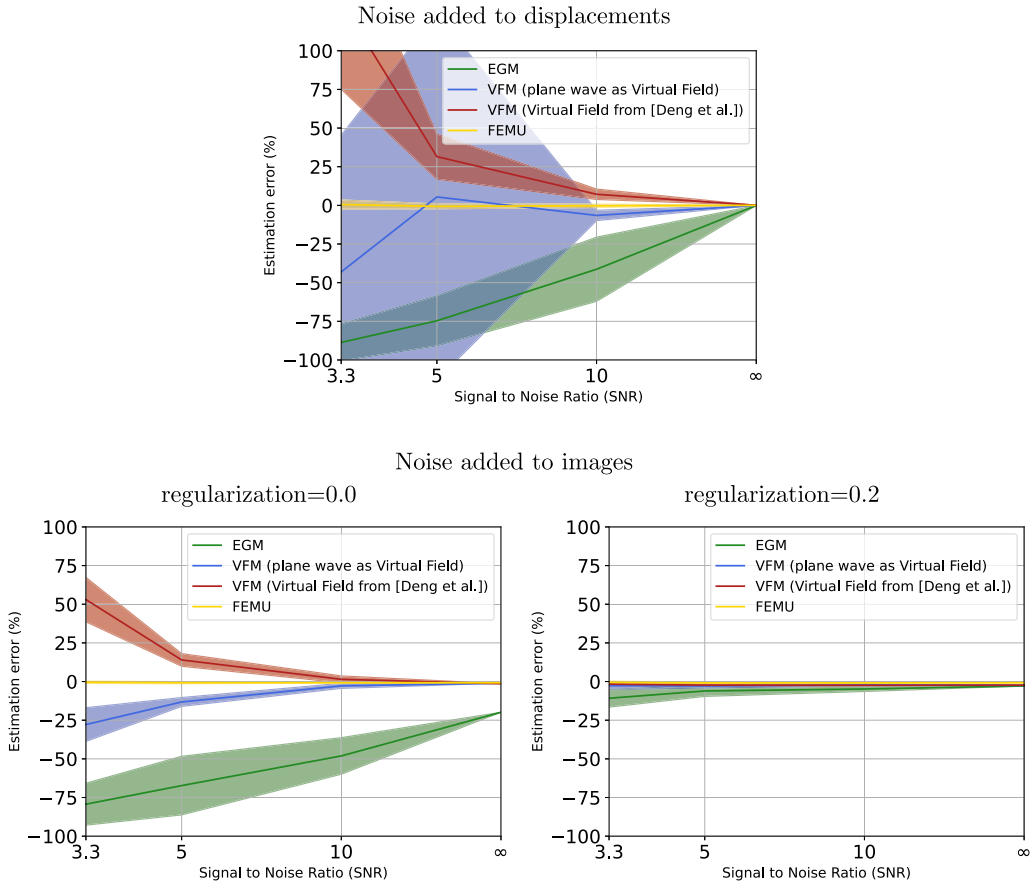 Noise added to displacements
100
75
50
25
0
−25
−50
−75
−100
Estimation error (%)
EGM
VFM (plane wave as Virtual Field)
VFM (Virtual Field from [Deng et al.])
FEMU
3.3 5 10 ∞
Signal to Noise Ratio (SNR)
Noise added to images
regularization=0.0
100
75
50
25
0
−25
−50
−75
−100
Estimation error (%)
EGM
VFM (plane wave as Virtual Field)
VFM (Virtual Field from [Deng et al.])
FEMU
3.3 5 10 ∞
Signal to Noise Ratio (SNR)
regularization=0.2
100
75
50
25
0
−25
−50
−75
−100
Estimation error (%)
EGM
VFM (plane wave as Virtual Field)
VFM (Virtual Field from [Deng et al.])
FEMU
3.3 5 10 ∞
Signal to Noise Ratio (SNR)